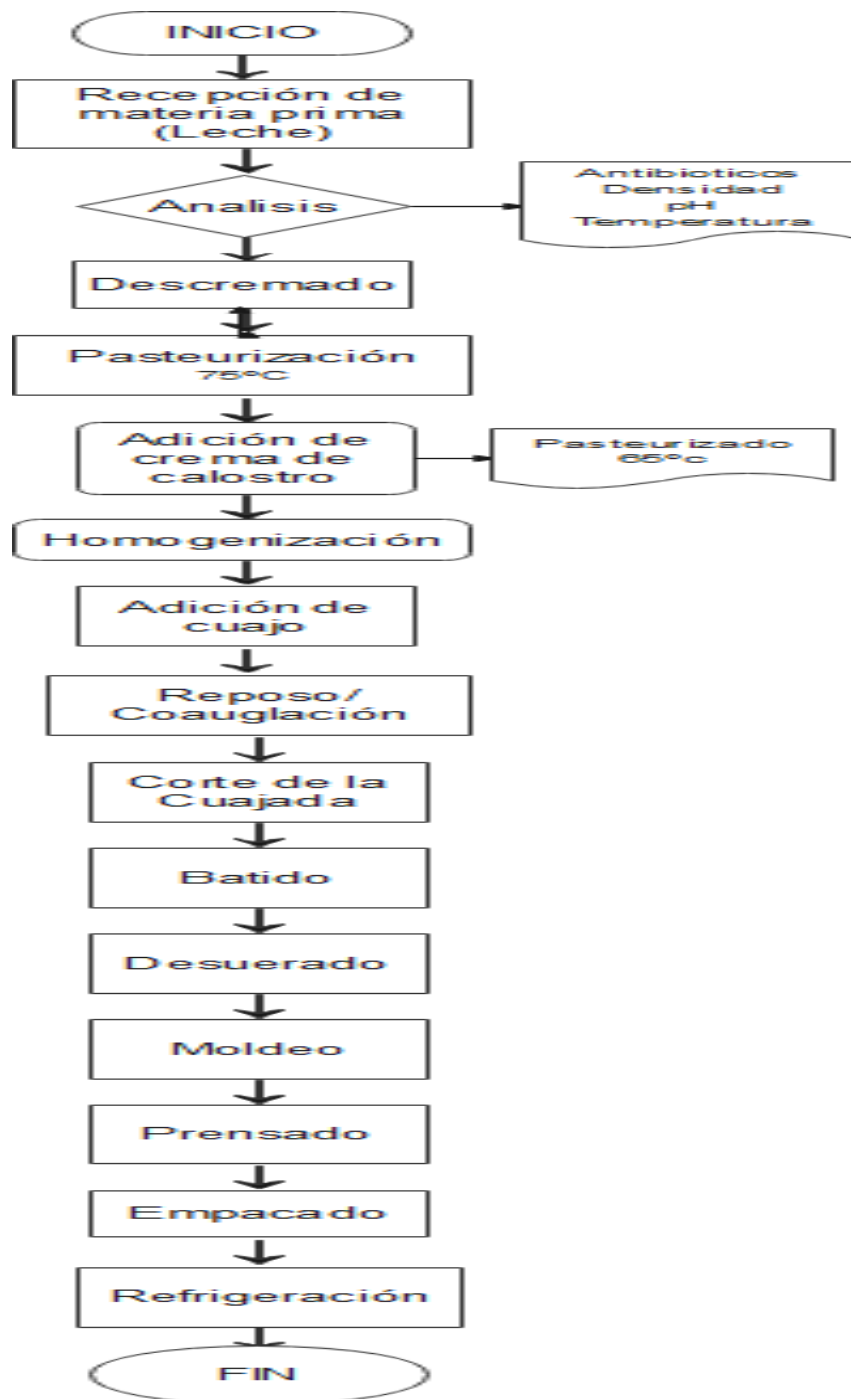 INICIO
Recepción de
materia prima
(Leche)
Analisis
Antibioticos
Densidad
pH
Temperatura
Descremado
Pasteurización
75°C
Adición de
crema de
calostro
Pasteurizado
65°c
Homogenización
Adición de
cuajo
Reposo/
Coauglación
Corte de la
Cuajada
Batido
Desuerado
Moldeo
Prensado
Empacado
Refrigeración
FIN